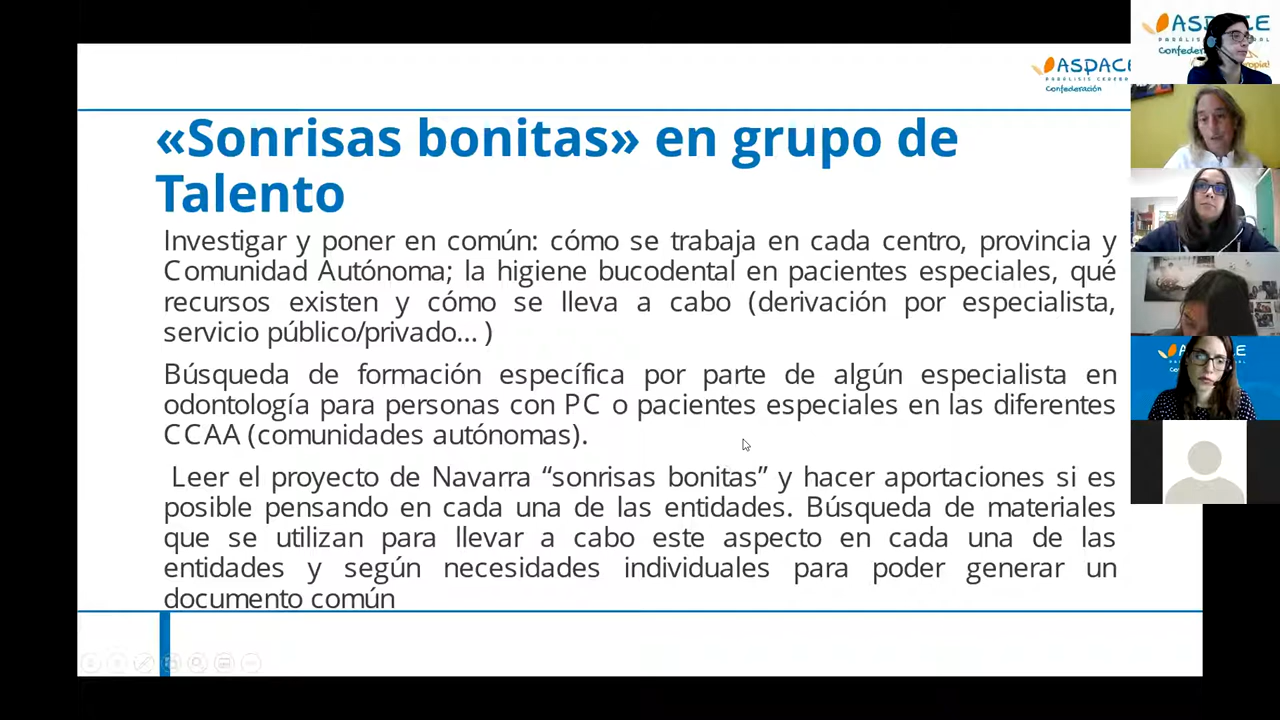 ASPACE
Confederación
«Sonrisas bonitas» en grupo de
Talento
Investigar y poner en común: cómo se trabaja en cada centro, provincia y
Comunidad Autónoma; la higiene bucodental en pacientes especiales, qué
recursos existen y cómo se lleva a cabo (derivación por especialista,
servicio público/privado... )
Búsqueda de formación específica por parte de algún especialista en
odontología para personas con PC o pacientes especiales en las diferentes
CCAA (comunidades autónomas).
Leer el proyecto de Navarra “sonrisas bonitas” y hacer aportaciones si es
posible pensando en cada una de las entidades. Búsqueda de materiales
que se utilizan para llevar a cabo este aspecto en cada una de las
entidades y según necesidades individuales para poder generar un
documento común